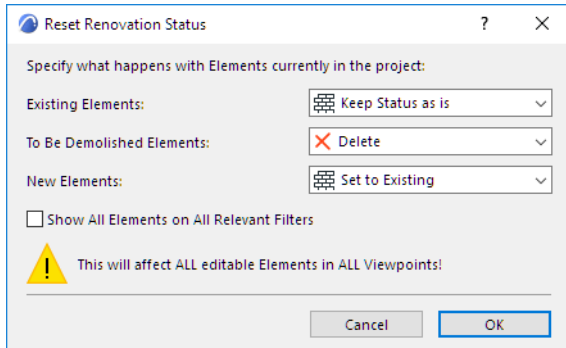 Reset Renovation Status
Specify what happens with Elements currently in the project:
Existing Elements: Keep Status as is
To Be Demolished Elements: Delete
New Elements: Set to Existing
Show All Elements on All Relevant Filters
This will affect ALL editable Elements in ALL Viewpoints!
Cancel OK